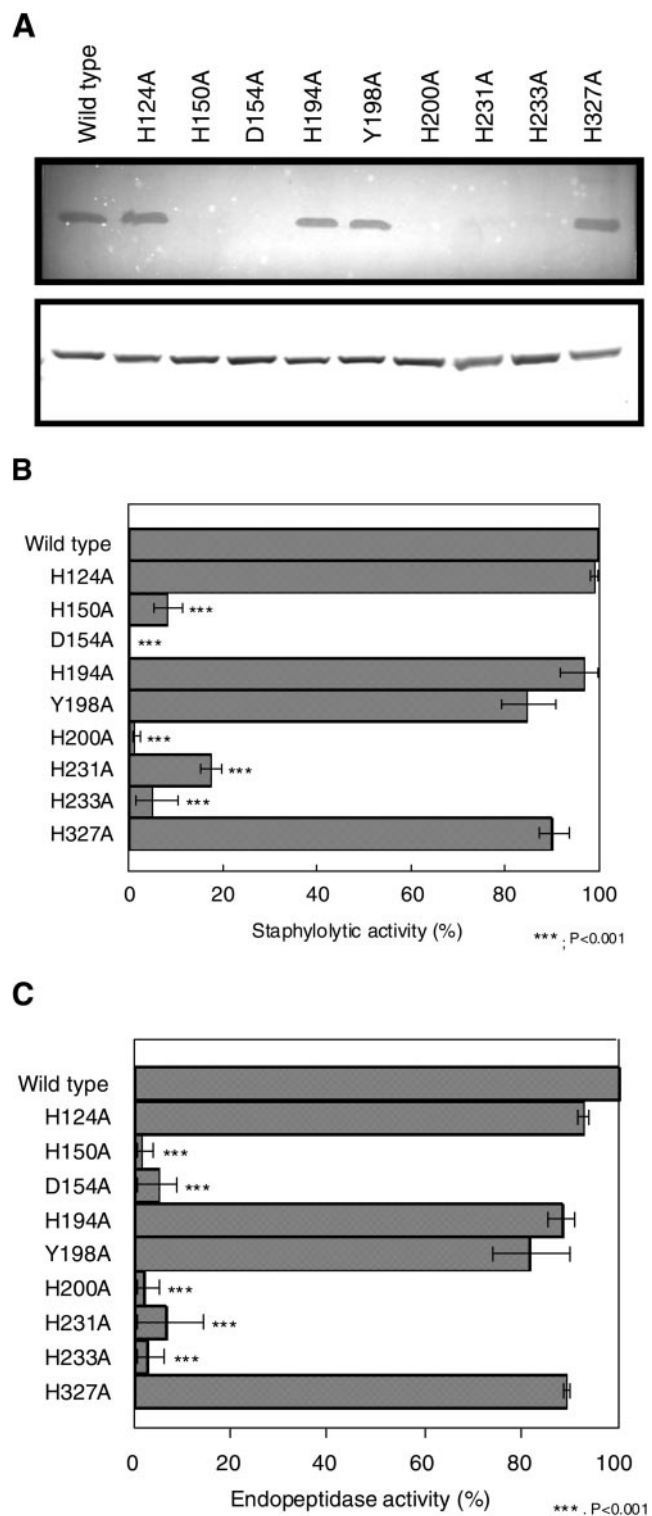 A
Wild type H124A H150A D154A H194A Y198A H200A H231A H233A H327A
B
Wild type
H124A
H150A ***
D154A ***
H194A
Y198A
H200A ***
H231A ***
H233A ***
H327A
0 20 40 60 80 100
Staphylolytic activity (%)
*** ; P<0.001
C
Wild type
H124A
H150A ***
D154A ***
H194A
Y198A
H200A ***
H231A ***
H233A ***
H327A
0 20 40 60 80 100
Endopeptidase activity (%)
*** . P<0.001